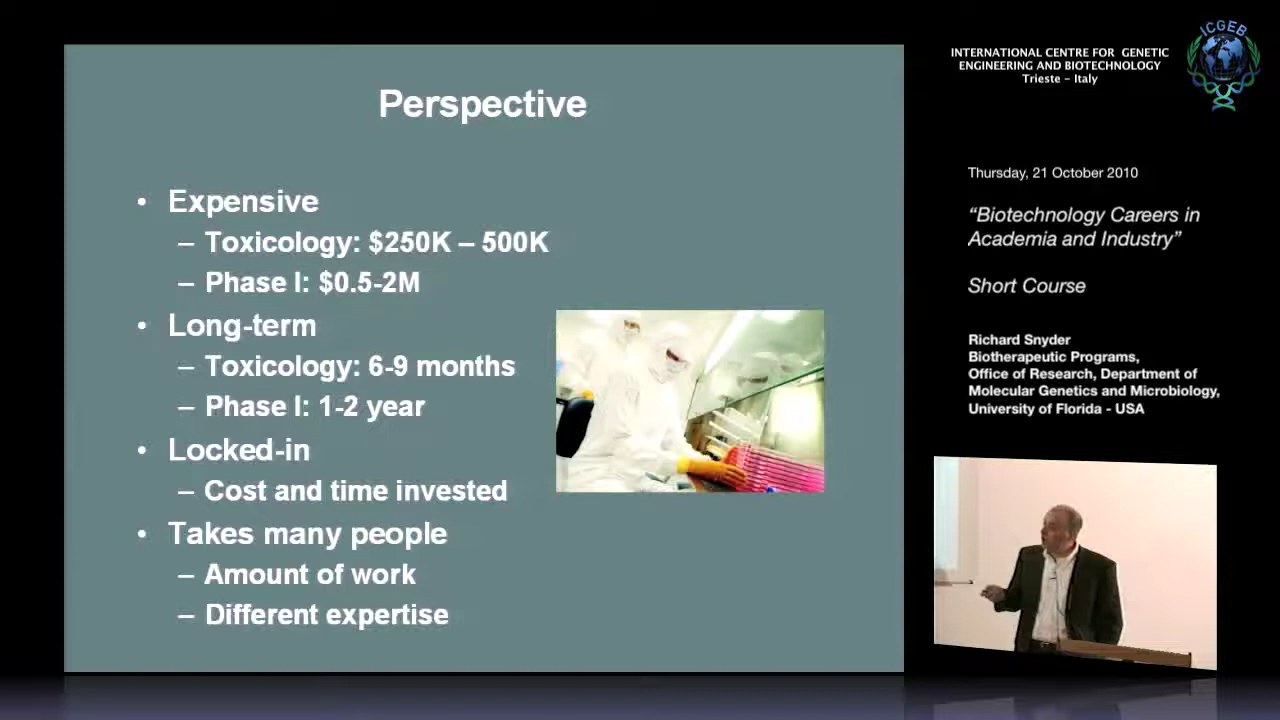 Perspective
• Expensive
– Toxicology: $250K – 500K
– Phase I: $0.5-2M
• Long-term
– Toxicology: 6-9 months
– Phase I: 1-2 year
• Locked-in
– Cost and time invested
• Takes many people
– Amount of work
– Different expertise
INTERNATIONAL CENTRE FOR GENETIC
ENGINEERING AND BIOTECHNOLOGY
Trieste – Italy
ICGEB
Thursday, 21 October 2010
“Biotechnology Careers in
Academia and Industry”
Short Course
Richard Snyder
Biotherapeutic Programs,
Office of Research, Department of
Molecular Genetics and Microbiology,
University of Florida - USA